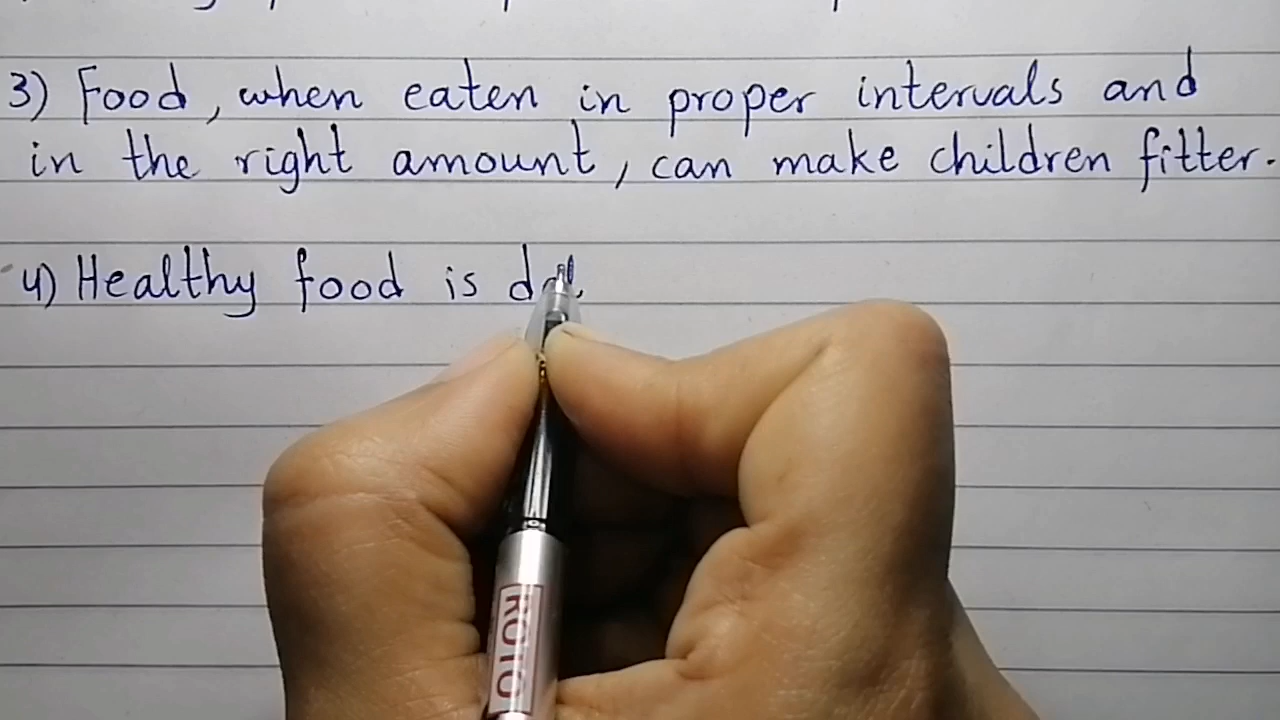 3) Food, when eaten in proper intervals and
in the right amount, can make children fitter.
4) Healthy food is
ROTO